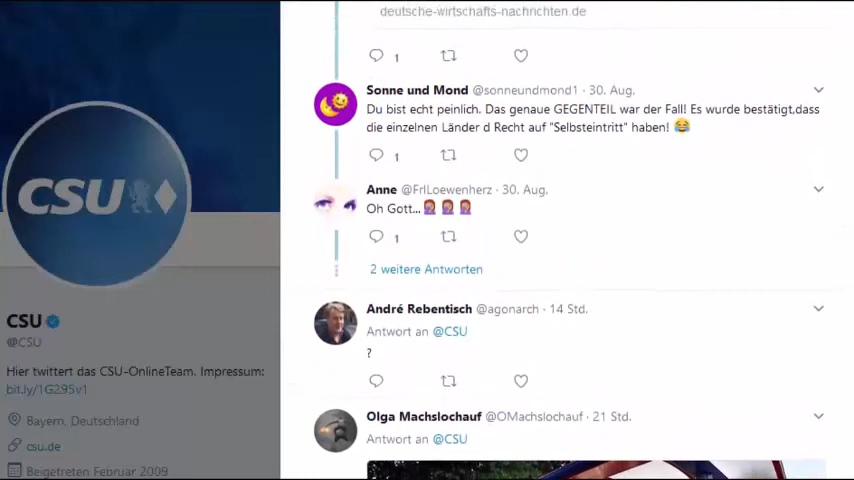 deutsche-wirtschafts-nachrichten.de
1
Sonne und Mond @sonneundmond1 · 30. Aug.
Du bist echt peinlich. Das genaue GEGENTEIL war der Fall! Es wurde bestätigt,dass
die einzelnen Länder d Recht auf "Selbsteintritt" haben! 😂
1
Anne @FrlLoewenherz · 30. Aug.
Oh Gott...🤦🤦🤦
1
2 weitere Antworten
André Rebentisch @agonarch · 14 Std.
Antwort an @CSU
?
Olga Machslochauf @OMachslochauf · 21 Std.
Antwort an @CSU
CSU
CSU
@CSU
Hier twittert das CSU-OnlineTeam. Impressum:
bit.ly/1G295v1
Bayern, Deutschland
csu.de
Beigetreten Februar 2009